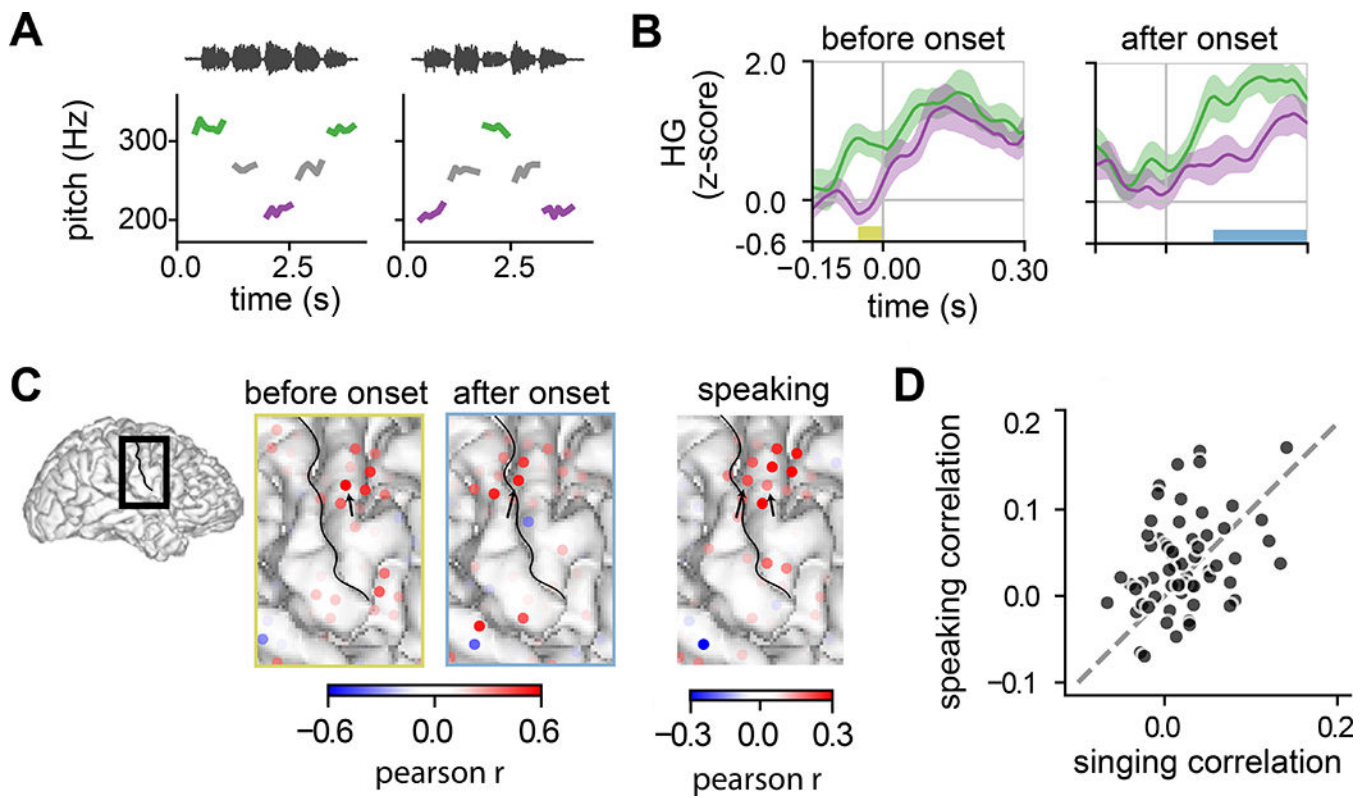 A
pitch (Hz)
300
200
0.0
2.5
0.0
2.5
time (s)
B
before onset
after onset
HG
(z-score)
2.0
0.0
-0.6
−0.15
0.00
0.30
time (s)
C
before onset
after onset
speaking
−0.6
0.0
0.6
pearson r
−0.3
0.0
0.3
pearson r
D
speaking correlation
0.2
0.1
0.0
−0.1
0.0
0.2
singing correlation